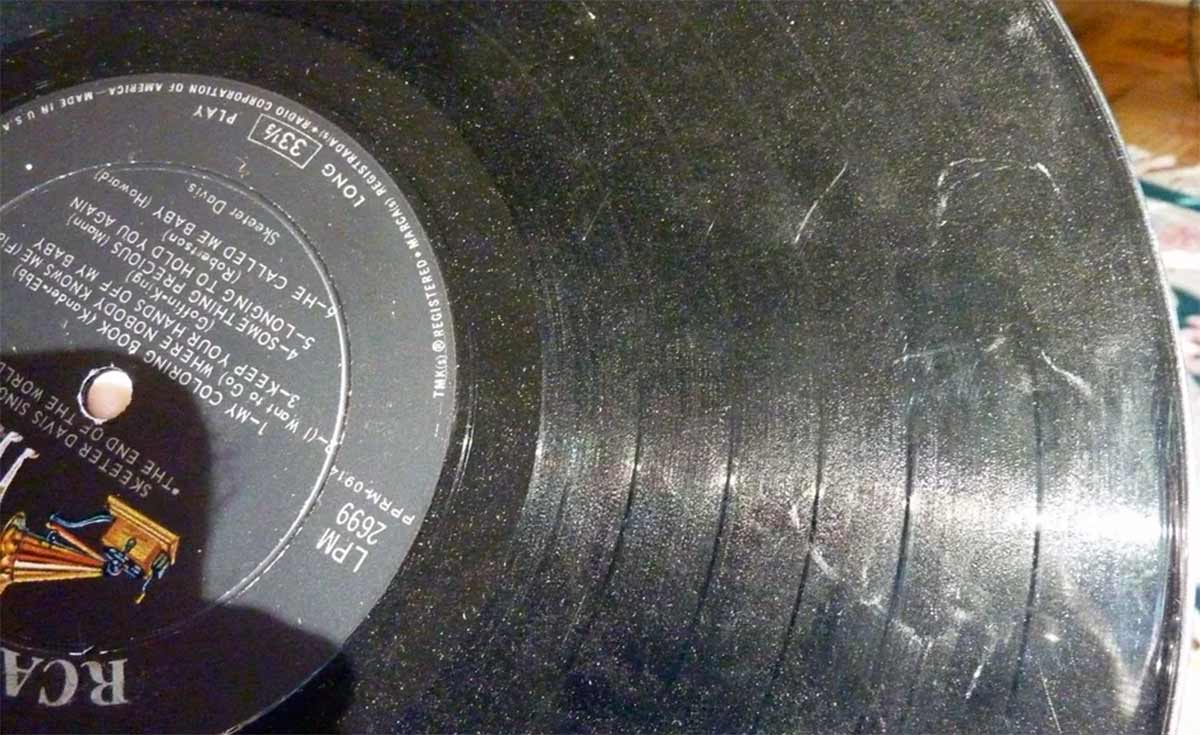 RCA
LPM
2699
PPRM-0914
SKEETER DAVIS SING
"THE END OF THE WORLD
1–MY COLORING BOOK (Kander-Ebb)
2–(I Want to Go) WHERE NOBODY KNOWS ME
3–KEEP YOUR HANDS OFF MY BABY
(Goffin-King)
4–SOMETHING PRECIOUS (Mann)
5–LONGING TO HOLD YOU AGAIN
(Robertson)
6–HE CALLED ME BABY (Howard)
Skeeter Davis
LONG 33⅓ PLAY
TMK(s) ® REGISTERED • MARCA(s) REGISTRADA(s) • RADIO CORPORATION OF AMERICA—MADE IN U.S.A.